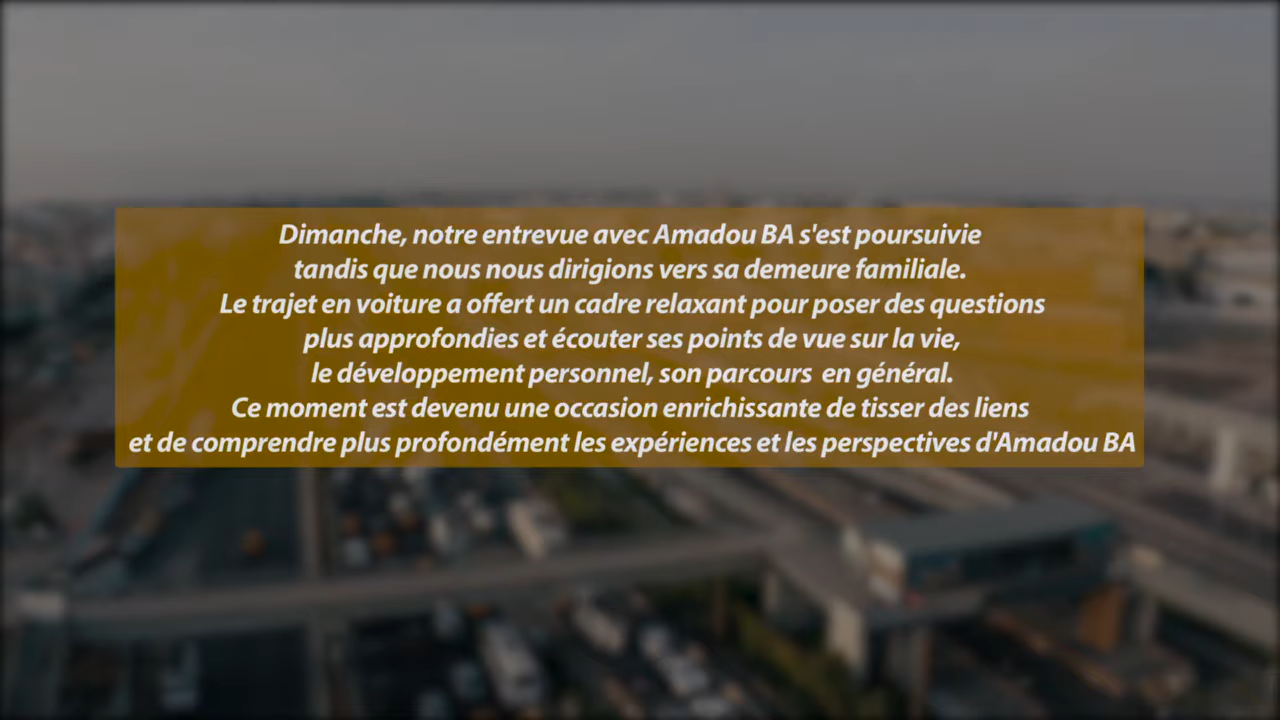 Dimanche, notre entrevue avec Amadou BA s'est poursuivie
tandis que nous nous dirigions vers sa demeure familiale.
Le trajet en voiture a offert un cadre relaxant pour poser des questions
plus approfondies et écouter ses points de vue sur la vie,
le développement personnel, son parcours en général.
Ce moment est devenu une occasion enrichissante de tisser des liens
et de comprendre plus profondément les expériences et les perspectives d'Amadou BA